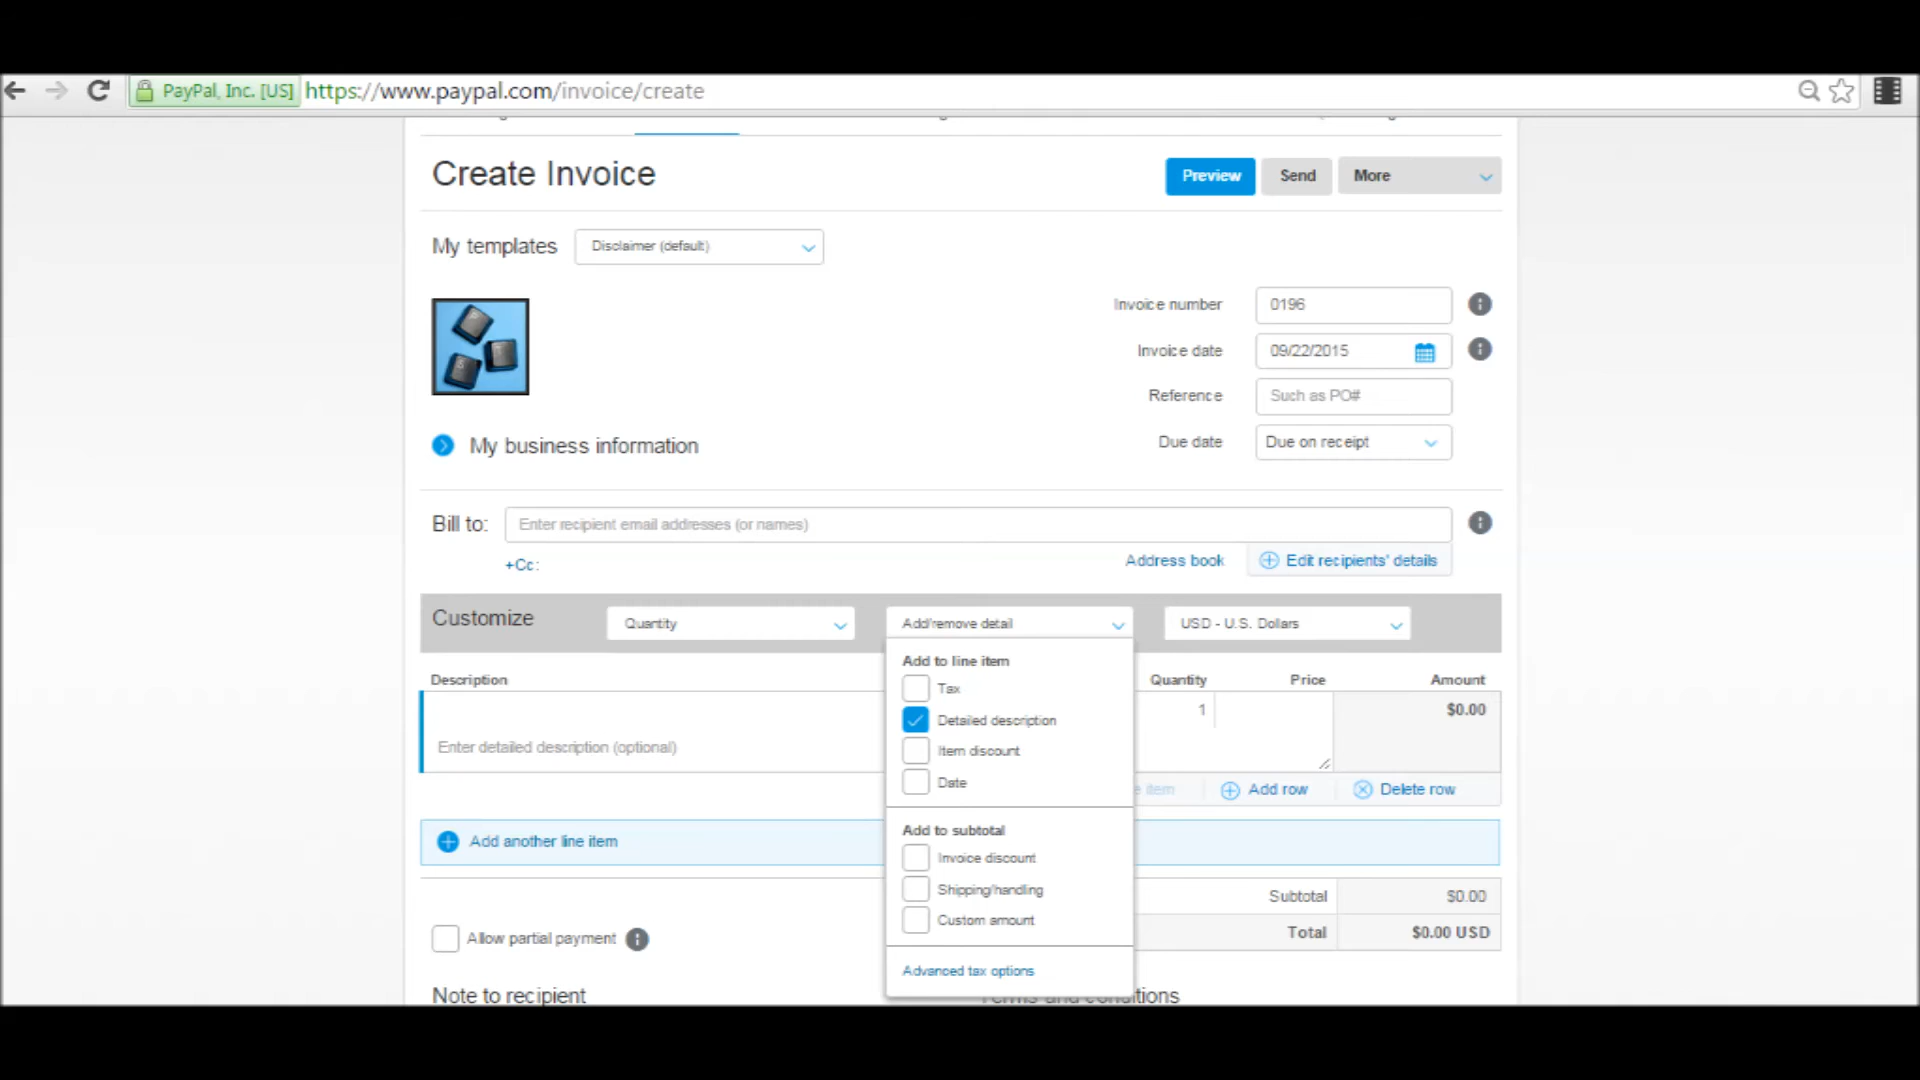 PayPal, Inc. [US] https://www.paypal.com/invoice/create
Create Invoice
Preview
Send
More
My templates
Disclaimer (default)
Invoice number
0196
Invoice date
09/22/2015
Reference
Such as PO#
Due date
Due on receipt
My business information
Bill to:
Enter recipient email addresses (or names)
+Cc:
Address book
Edit recipients' details
Customize
Quantity
Add/remove detail
USD - U.S. Dollars
Add to line item
Tax
Detailed description
Item discount
Date
Add to subtotal
Invoice discount
Shipping/handling
Custom amount
Advanced tax options
Description
Quantity
Price
Amount
1
$0.00
Enter detailed description (optional)
item
Add row
Delete row
Add another line item
Subtotal
$0.00
Total
$0.00 USD
Allow partial payment
Note to recipient
Terms and conditions